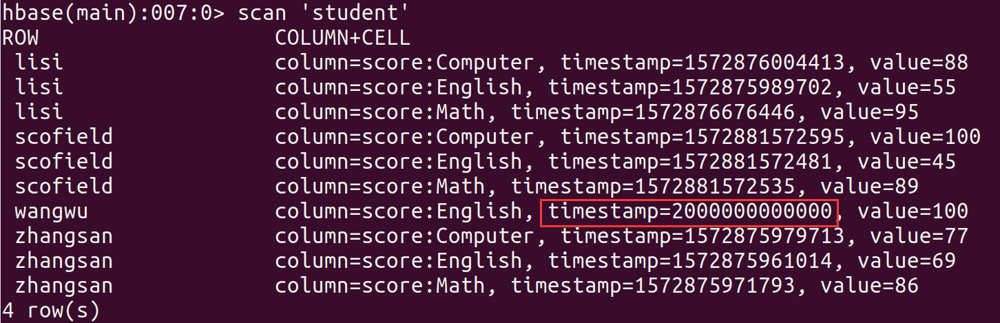 hbase(main):007:0> scan 'student'
ROW COLUMN+CELL
lisi column=score:Computer, timestamp=1572876004413, value=88
lisi column=score:English, timestamp=1572875989702, value=55
lisi column=score:Math, timestamp=1572876676446, value=95
scofield column=score:Computer, timestamp=1572881572595, value=100
scofield column=score:English, timestamp=1572881572481, value=45
scofield column=score:Math, timestamp=1572881572535, value=89
wangwu column=score:English, timestamp=2000000000000, value=100
zhangsan column=score:Computer, timestamp=1572875979713, value=77
zhangsan column=score:English, timestamp=1572875961014, value=69
zhangsan column=score:Math, timestamp=1572875971793, value=86
4 row(s)